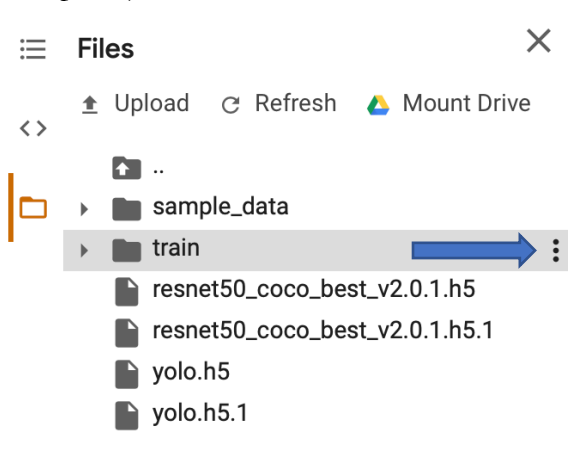 Files
Upload Refresh Mount Drive
..
sample_data
train
resnet50_coco_best_v2.0.1.h5
resnet50_coco_best_v2.0.1.h5.1
yolo.h5
yolo.h5.1